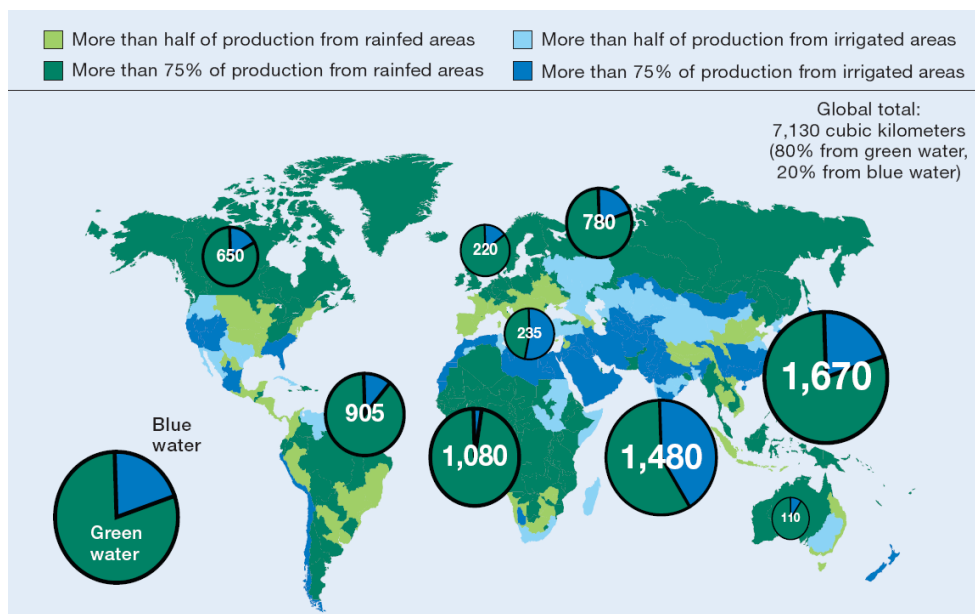 More than half of production from rainfed areas
More than 75% of production from rainfed areas
More than half of production from irrigated areas
More than 75% of production from irrigated areas
Global total:
7,130 cubic kilometers
(80% from green water,
20% from blue water)
650
220
780
235
1,670
905
1,080
1,480
110
Blue
water
Green
water